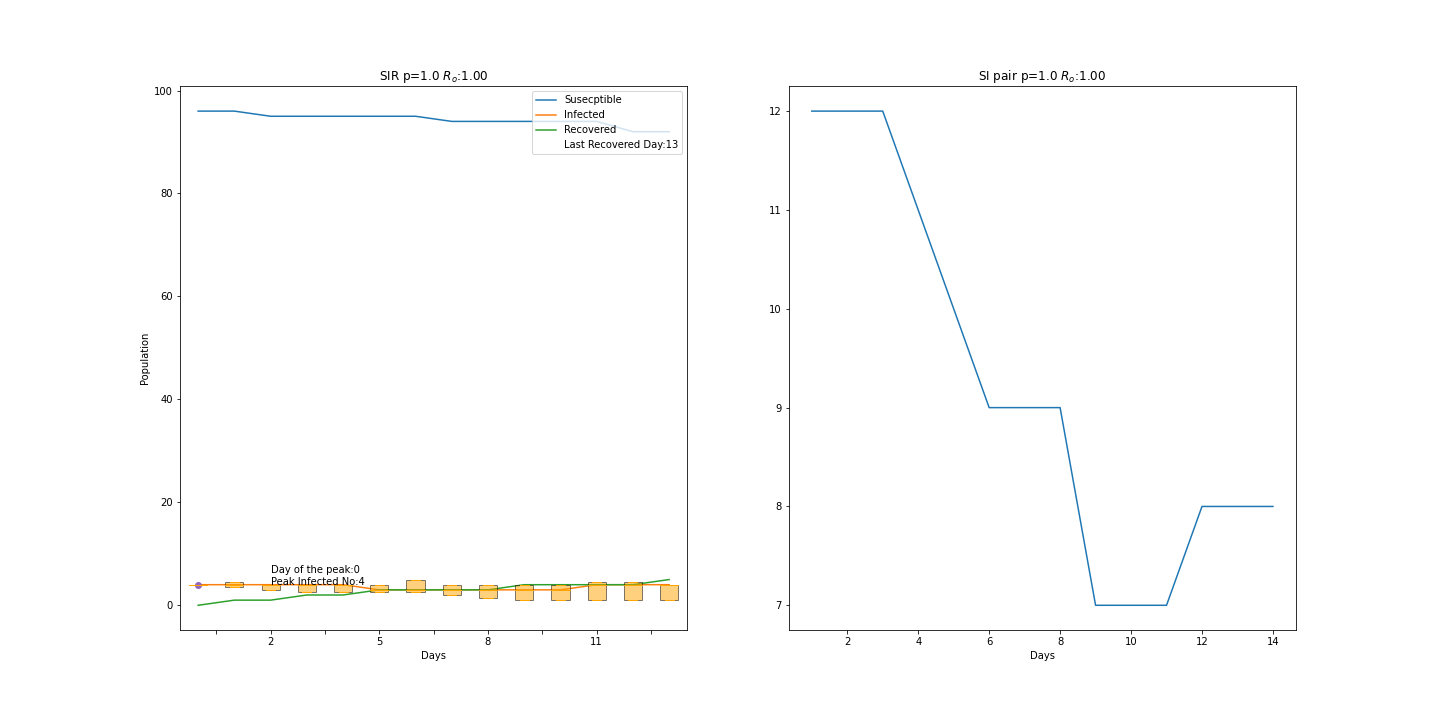 SIR p=1.0 Rₒ:1.00
100
80
60
40
20
0
Population
Susecptible
Infected
Recovered
Last Recovered Day:13
Day of the peak:0
Peak Infected No:4
2 5 8 11
Days
SI pair p=1.0 Rₒ:1.00
12
11
10
9
8
7
2 4 6 8 10 12 14
Days